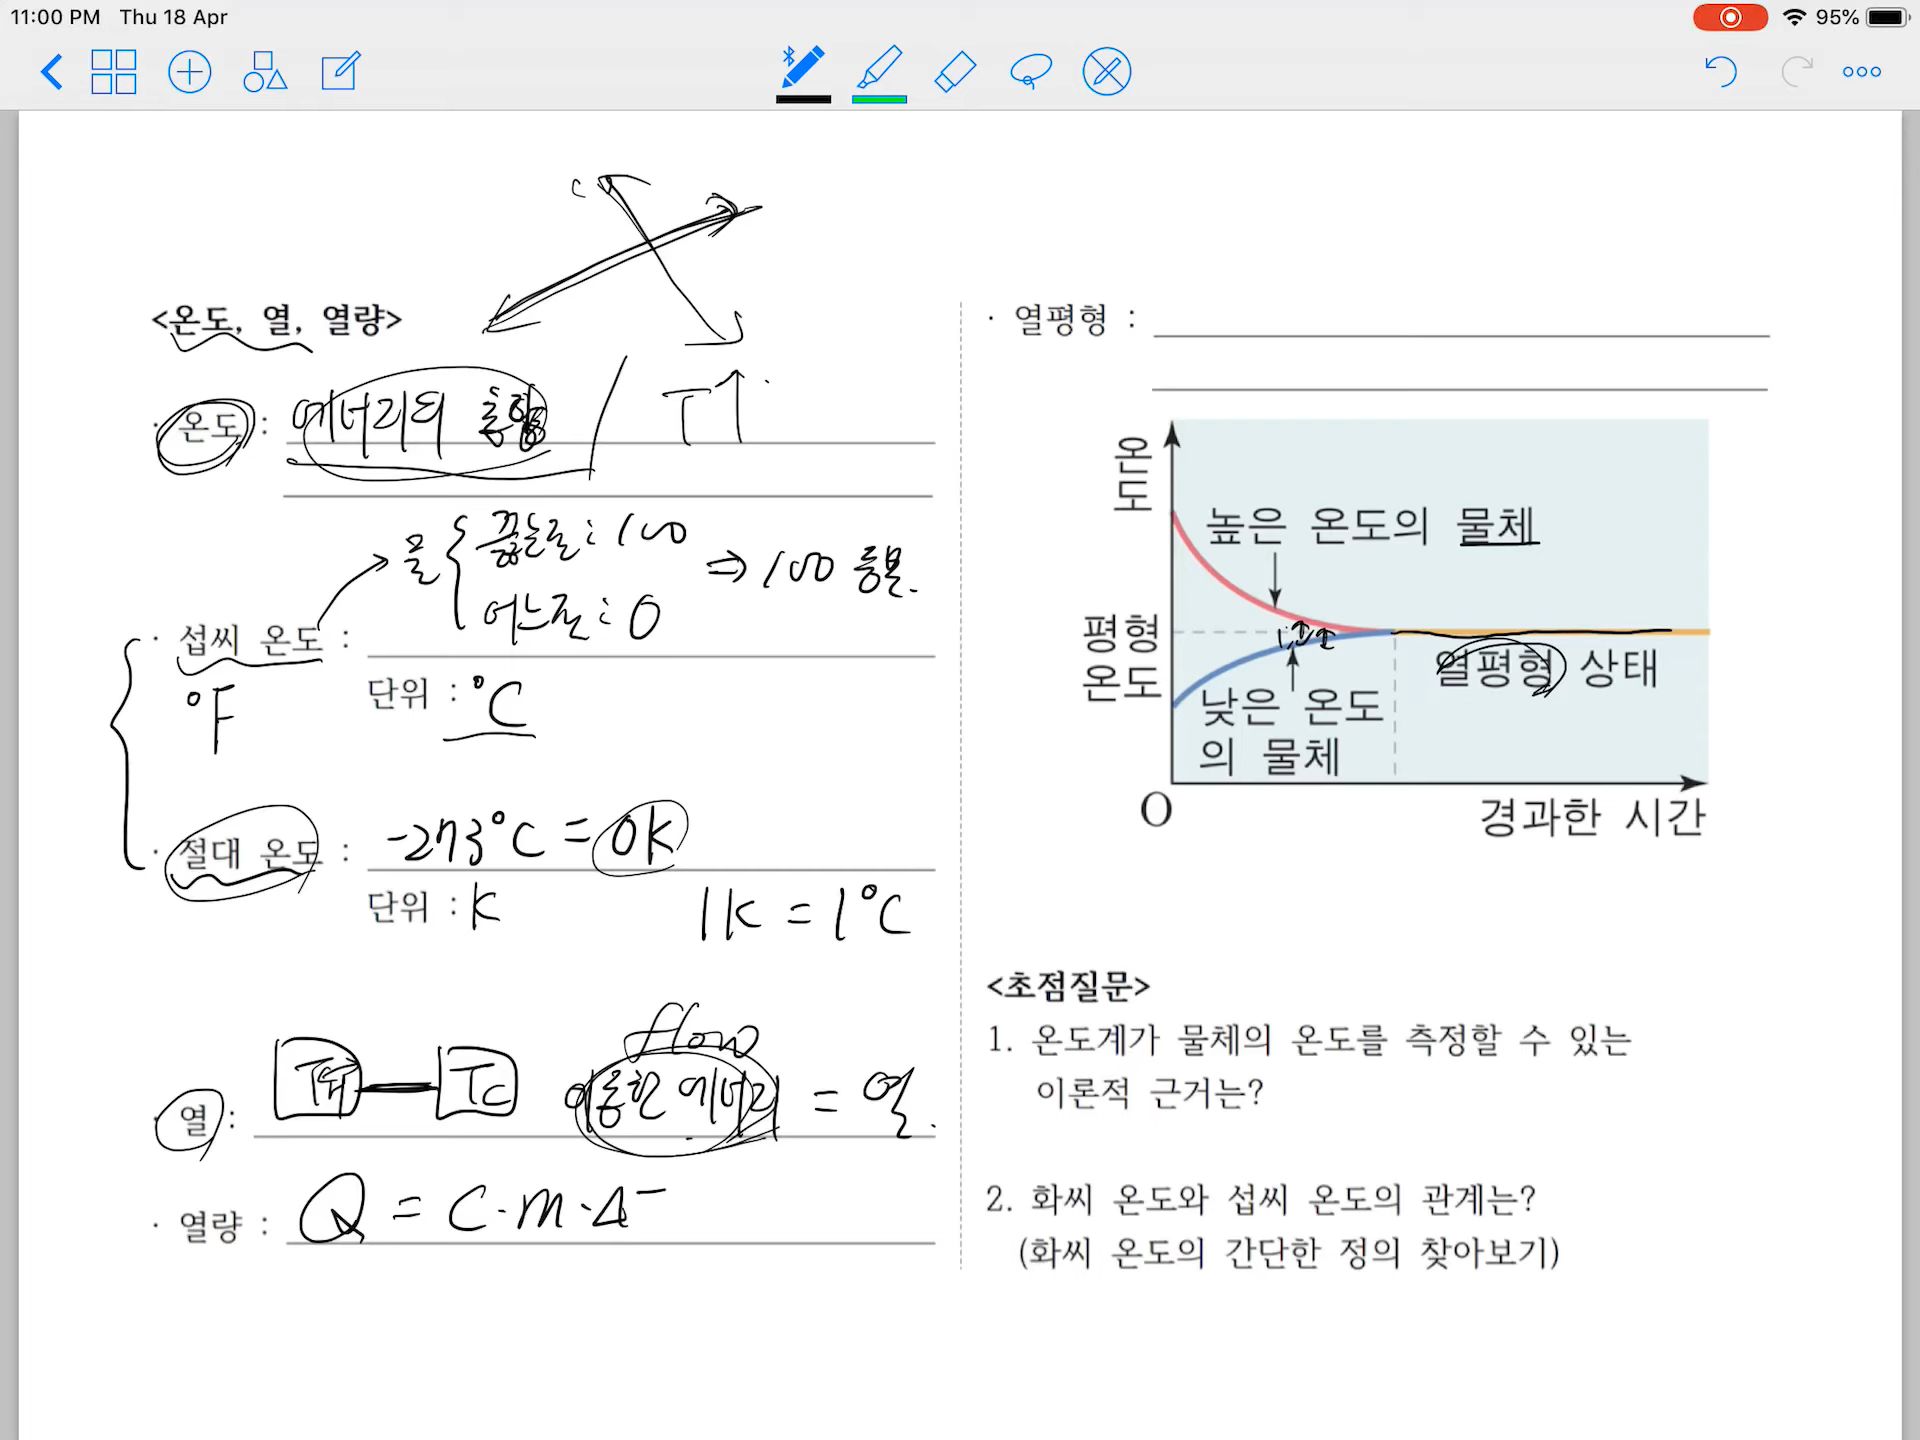 11:00 PM Thu 18 Apr
95%
<온도, 열, 열량>
· 온도 : 에너지의 흐름 T↑
물 { 끓는점 : 100 ⇒ 100 등분.
어는점 : 0
· 섭씨 온도 :
°F 단위 : °C
· 절대 온도 : -273°C = 0K
단위 : K 1K = 1°C
flow
· 열 : TH Tc 이동한 에너지 = 열.
· 열량 : Q = C·m·Δ
· 열평형 :
온도
높은 온도의 물체
평형 온도
열평형 상태
낮은 온도
의 물체
O
경과한 시간
<초점질문>
1. 온도계가 물체의 온도를 측정할 수 있는
이론적 근거는?
2. 화씨 온도와 섭씨 온도의 관계는?
(화씨 온도의 간단한 정의 찾아보기)